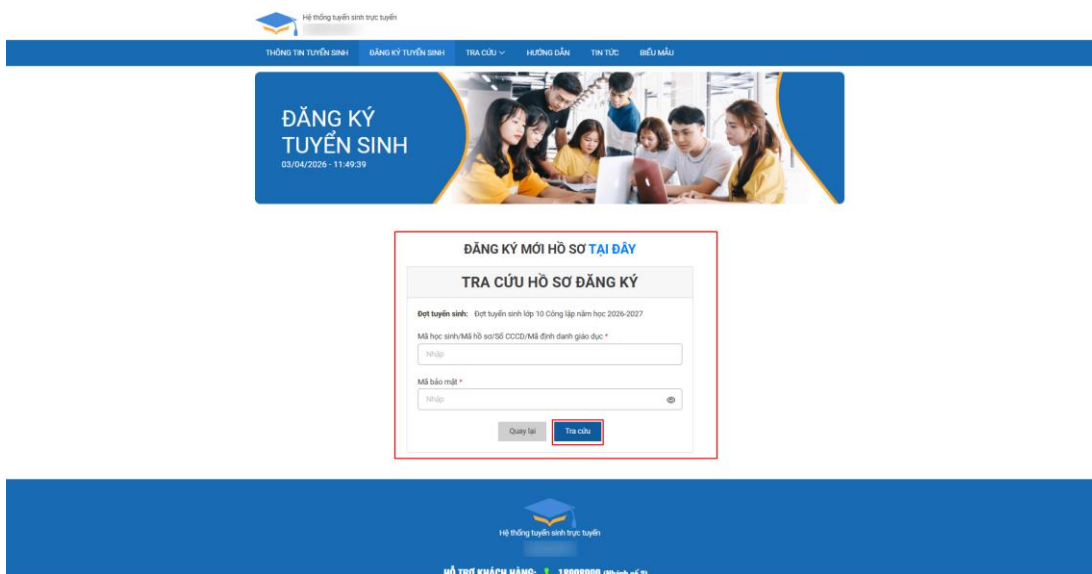 Hệ thống tuyển sinh trực tuyến
THÔNG TIN TUYỂN SINH ĐĂNG KÝ TUYỂN SINH TRA CỨU HƯỚNG DẪN TIN TỨC BIỂU MẪU
ĐĂNG KÝ
TUYỂN SINH
03/04/2026 - 11:49:39
ĐĂNG KÝ MỚI HỒ SƠ TẠI ĐÂY
TRA CỨU HỒ SƠ ĐĂNG KÝ
Đợt tuyển sinh: Đợt tuyển sinh lớp 10 Công lập năm học 2026-2027
Mã học sinh/Mã hồ sơ/Số CCCD/Mã định danh giáo dục *
Nhập
Mã bảo mật *
Nhập
Quay lại Tra cứu
Hệ thống tuyển sinh trực tuyến
HỖ TRỢ KHÁCH HÀNG: 18008000 (Nhánh số 2)